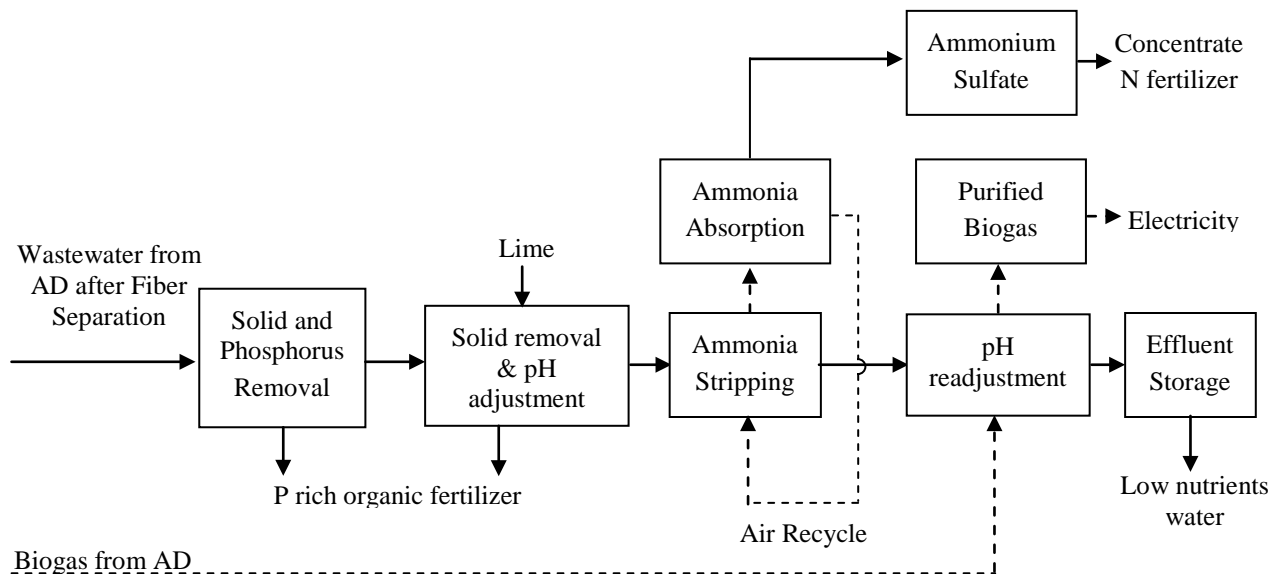 Ammonium
Sulfate
Concentrate
N fertilizer
Ammonia
Absorption
Purified
Biogas
Electricity
Wastewater from
AD after Fiber
Separation
Lime
Solid and
Phosphorus
Removal
Solid removal
& pH
adjustment
Ammonia
Stripping
pH
readjustment
Effluent
Storage
P rich organic fertilizer
Air Recycle
Low nutrients
water
Biogas from AD